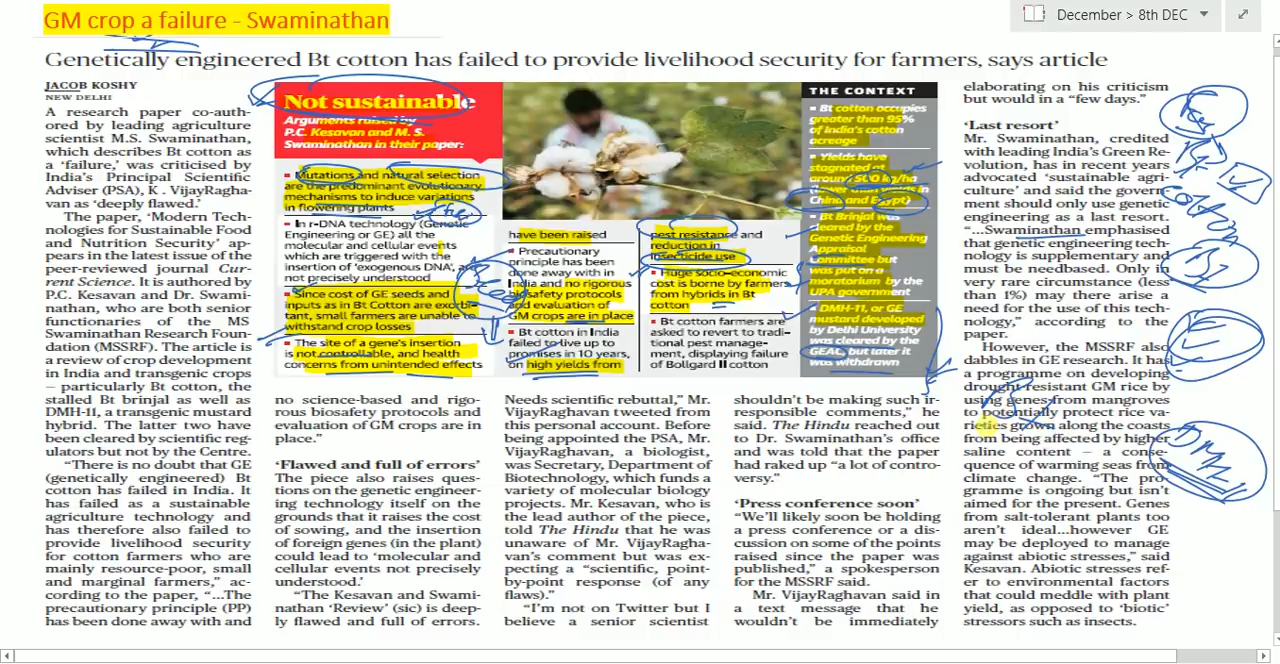 GM crop a failure - Swaminathan
December > 8th DEC
Genetically engineered Bt cotton has failed to provide livelihood security for farmers, says article
JACOB KOSHY
NEW DELHI
A research paper co-auth-
ored by leading agriculture
scientist M.S. Swaminathan,
which describes Bt cotton as
a 'failure,' was criticised by
India's Principal Scientific
Adviser (PSA), K . VijayRagha-
van as 'deeply flawed.'
The paper, 'Modern Tech-
nologies for Sustainable Food
and Nutrition Security' ap-
pears in the latest issue of the
peer-reviewed journal Cur-
rent Science. It is authored by
P.C. Kesavan and Dr. Swami-
nathan, who are both senior
functionaries of the MS
Swaminathan Research Foun-
dation (MSSRF). The article is
a review of crop development
in India and transgenic crops
– particularly Bt cotton, the
stalled Bt brinjal as well as
DMH-11, a transgenic mustard
hybrid. The latter two have
been cleared by scientific reg-
ulators but not by the Centre.
"There is no doubt that GE
(genetically engineered) Bt
cotton has failed in India. It
has failed as a sustainable
agriculture technology and
has therefore also failed to
provide livelihood security
for cotton farmers who are
mainly resource-poor, small
and marginal farmers," ac-
cording to the paper, "...The
precautionary principle (PP)
has been done away with and
Not sustainable
Arguments raised by
P.C. Kesavan and M. S.
Swaminathan in their paper:
Mutations and natural selection
are the predominant evolutionary
mechanisms to induce variations
in flowering plants
In r-DNA technology (Genetic
Engineering or GE) all the
molecular and cellular events
which are triggered with the
insertion of 'exogenous DNA', are
not precisely understood
Since cost of GE seeds and
inputs as in Bt Cotton are exorbi-
tant, small farmers are unable to
withstand crop losses
The site of a gene's insertion
is not controllable, and health
concerns from unintended effects
have been raised
Precautionary
principle has been
done away with in
India and no rigorous
biosafety protocols
and evaluation of
GM crops are in place
Bt cotton in India
failed to live up to
promises in 10 years,
on high yields from
pest resistance and
reduction in
insecticide use
Huge socio-economic
cost is borne by farmers
from hybrids in Bt
cotton
Bt cotton farmers are
asked to revert to tradi-
tional pest manage-
ment, displaying failure
of Bollgard II cotton
THE CONTEXT
Bt cotton occupies
greater than 95%
of India's cotton
acreage
Yields have
stagnated at
around 500 kg/ha
(lower than yields in
China and Egypt)
Bt Brinjal was
cleared by the
Genetic Engineering
Appraisal
Committee but
was put on a
moratorium by the
UPA government
DMH-11, or GE
mustard developed
by Delhi University
was cleared by the
GEAC, but later it
was withdrawn
no science-based and rigo-
rous biosafety protocols and
evaluation of GM crops are in
place."
'Flawed and full of errors'
The piece also raises ques-
tions on the genetic engineer-
ing technology itself on the
grounds that it raises the cost
of sowing, and the insertion
of foreign genes (in the plant)
could lead to 'molecular and
cellular events not precisely
understood.'
"The Kesavan and Swami-
nathan 'Review' (sic) is deep-
ly flawed and full of errors.
Needs scientific rebuttal," Mr.
VijayRaghavan tweeted from
this personal account. Before
being appointed the PSA, Mr.
VijayRaghavan, a biologist,
was Secretary, Department of
Biotechnology, which funds a
variety of molecular biology
projects. Mr. Kesavan, who is
the lead author of the piece,
told The Hindu that he was
unaware of Mr. VijayRagha-
van's comment but was ex-
pecting a "scientific, point-
by-point response (of any
flaws)."
"I'm not on Twitter but I
believe a senior scientist
shouldn't be making such ir-
responsible comments," he
said. The Hindu reached out
to Dr. Swaminathan's office
and was told that the paper
had raked up "a lot of contro-
versy."
'Press conference soon'
"We'll likely soon be holding
a press conference or a dis-
cussion on some of the points
raised since the paper was
published," a spokesperson
for the MSSRF said.
Mr. VijayRaghavan said in
a text message that he
wouldn't be immediately
elaborating on his criticism
but would in a "few days."
'Last resort'
Mr. Swaminathan, credited
with leading India's Green Re-
volution, has in recent years
advocated 'sustainable agri-
culture' and said the govern-
ment should only use genetic
engineering as a last resort.
"...Swaminathan emphasised
that genetic engineering tech-
nology is supplementary and
must be needbased. Only in
very rare circumstance (less
than 1%) may there arise a
need for the use of this tech-
nology," according to the
paper.
However, the MSSRF also
dabbles in GE research. It has
a programme on developing
drought resistant GM rice by
using genes from mangroves
to potentially protect rice va-
rieties grown along the coasts
from being affected by higher
saline content – a conse-
quence of warming seas from
climate change. "The pro-
gramme is ongoing but isn't
aimed for the present. Genes
from salt-tolerant plants too
aren't ideal...however GE
may be deployed to manage
against abiotic stresses," said
Kesavan. Abiotic stresses ref-
er to environmental factors
that could meddle with plant
yield, as opposed to 'biotic'
stressors such as insects.